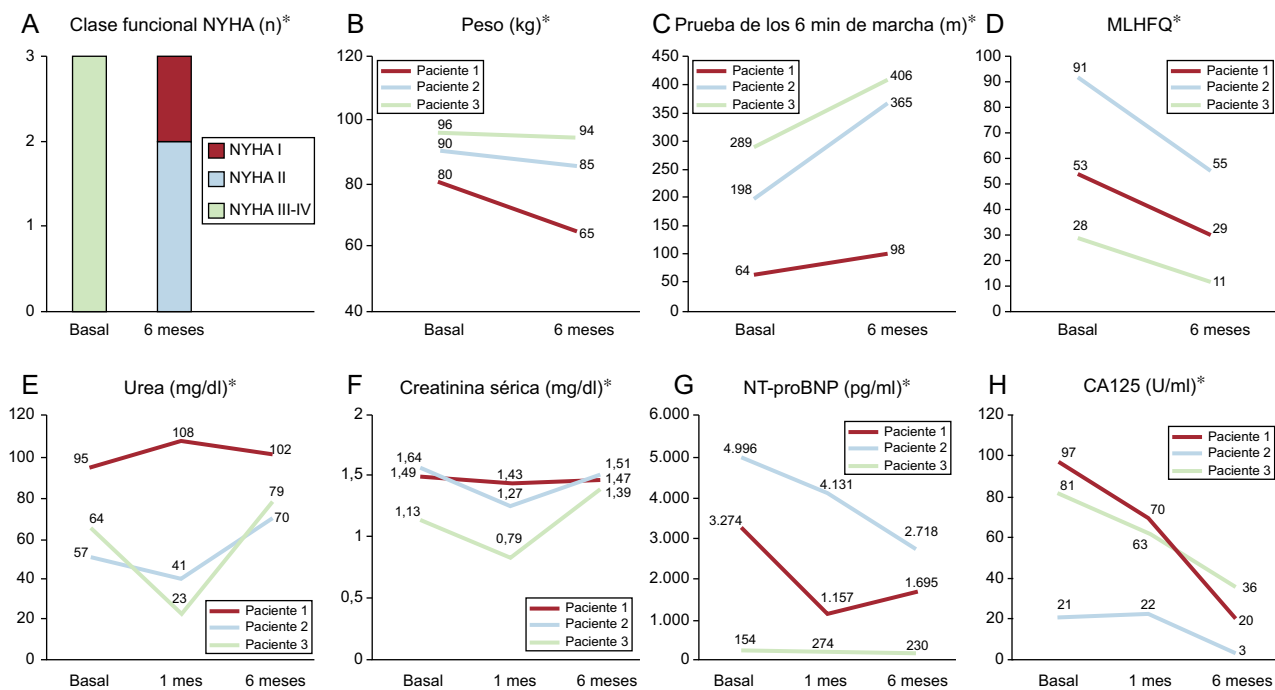 A Clase funcional NYHA (n)*
3
2
1
0
NYHA I
NYHA II
NYHA III-IV
Basal 6 meses
B Peso (kg)*
120
100
80
60
40
Paciente 1
Paciente 2
Paciente 3
96 94
90 85
80 65
Basal 6 meses
C Prueba de los 6 min de marcha (m)*
450
400
350
300
250
200
150
100
50
0
Paciente 1
Paciente 2
Paciente 3
289 406
198 365
64 98
Basal 6 meses
D MLHFQ*
100
90
80
70
60
50
40
30
20
10
0
Paciente 1
Paciente 2
Paciente 3
91 55
53 29
28 11
Basal 6 meses
E Urea (mg/dl)*
120
100
80
60
40
20
0
95 108 102
64 23 79
57 41 70
Paciente 1
Paciente 2
Paciente 3
Basal 1 mes 6 meses
F Creatinina sérica (mg/dl)*
2
1,5
1
0,5
0
1,64 1,27 1,51
1,49 1,43 1,47
1,13 0,79 1,39
Paciente 1
Paciente 2
Paciente 3
Basal 1 mes 6 meses
G NT-proBNP (pg/ml)*
6.000
5.000
4.000
3.000
2.000
1.000
0
Paciente 1
Paciente 2
Paciente 3
4.996 4.131 2.718
3.274 1.157 1.695
154 274 230
Basal 1 mes 6 meses
H CA125 (U/ml)*
120
100
80
60
40
20
0
Paciente 1
Paciente 2
Paciente 3
97 70 20
81 63 36
21 22 3
Basal 1 mes 6 meses